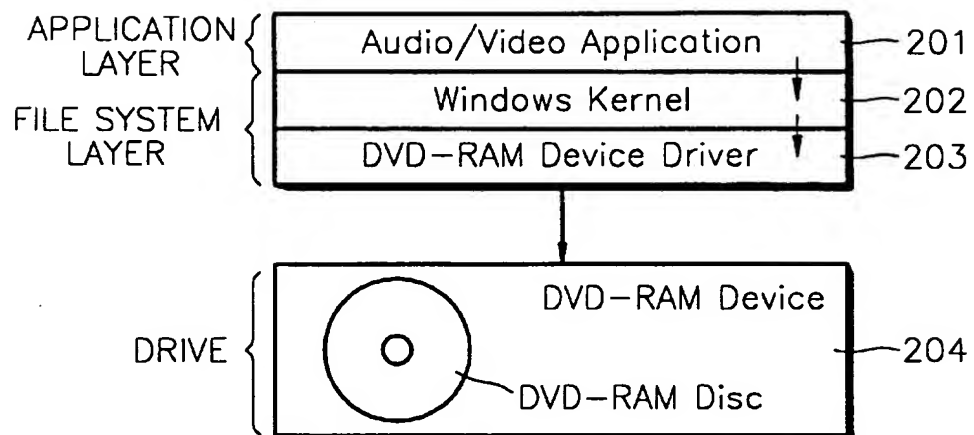 APPLICATION
LAYER
Audio/Video Application
201
Windows Kernel
202
FILE SYSTEM
LAYER
DVD-RAM Device Driver
203
DVD-RAM Device
DRIVE
204
DVD-RAM Disc